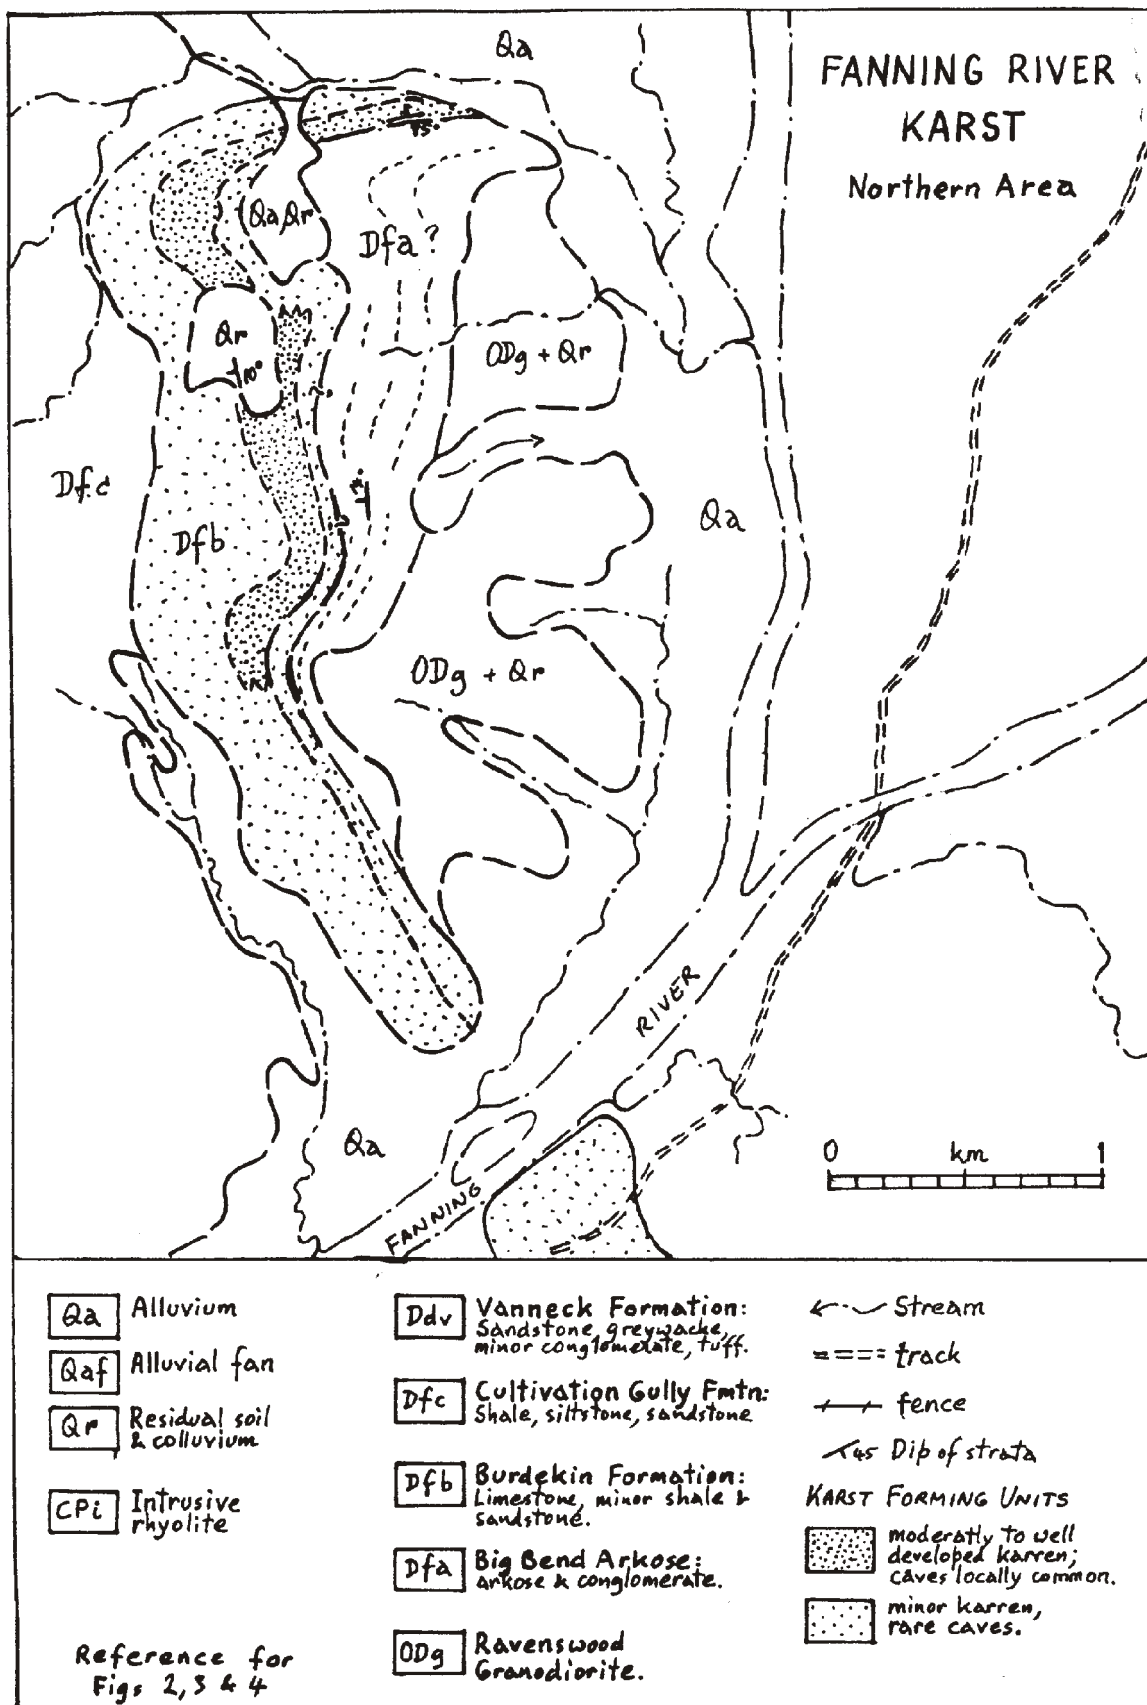 FANNING RIVER
KARST
Northern Area
Qa
75°
Qa, Qr
Dfa ?
Qr
10°
ODg + Qr
Dfc
Dfb
Qa
ODg + Qr
RIVER
Qa
FANNING
0 km 1
Qa Alluvium
Qaf Alluvial fan
Qr Residual soil
& colluvium
CPi Intrusive
rhyolite
Reference for
Figs 2, 3 & 4
Ddv Vanneck Formation:
Sandstone, greywacke,
minor conglomerate, tuff.
Dfc Cultivation Gully Fmtn:
Shale, siltstone, sandstone
Dfb Burdekin Formation:
Limestone, minor shale &
sandstone.
Dfa Big Bend Arkose:
arkose & conglomerate.
ODg Ravenswood
Granodiorite.
Stream
track
fence
45 Dip of strata
KARST FORMING UNITS
moderatly to well
developed karren;
caves locally common.
minor karren,
rare caves.